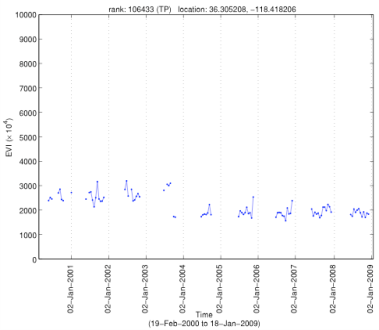 rank: 106433 (TP)   location: 36.305208, −118.418206
10000
9000
8000
7000
6000
5000
4000
3000
2000
1000
0
EVI (× 10⁴)
02−Jan−2001
02−Jan−2002
02−Jan−2003
02−Jan−2004
02−Jan−2005
02−Jan−2006
02−Jan−2007
02−Jan−2008
02−Jan−2009
Time
(19−Feb−2000 to 18−Jan−2009)